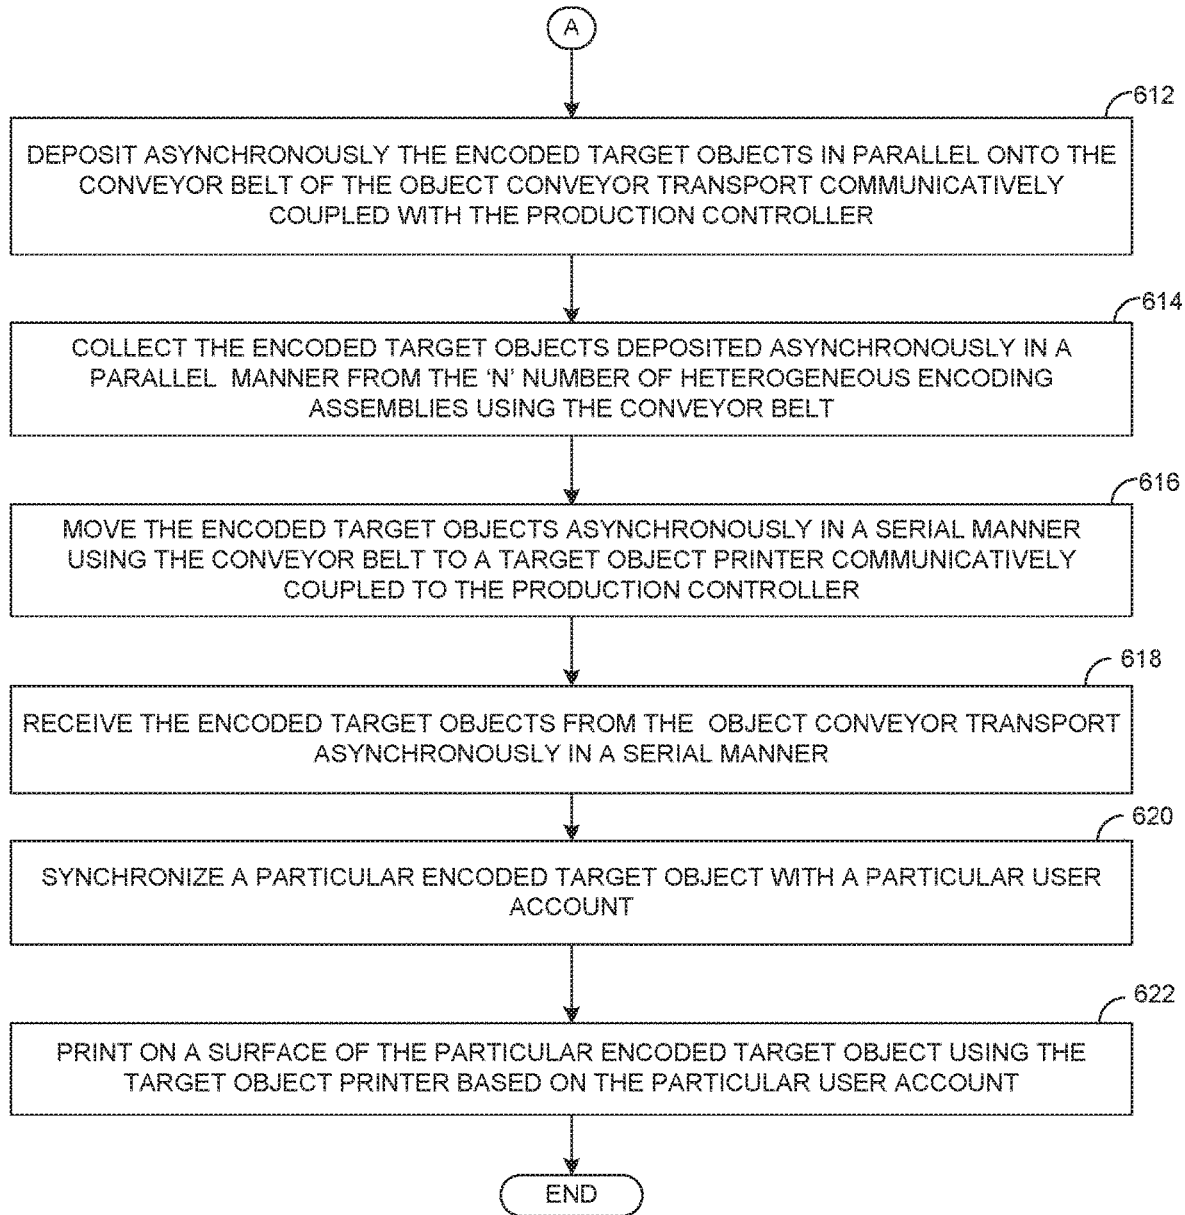 A
612
DEPOSIT ASYNCHRONOUSLY THE ENCODED TARGET OBJECTS IN PARALLEL ONTO THE
CONVEYOR BELT OF THE OBJECT CONVEYOR TRANSPORT COMMUNICATIVELY
COUPLED WITH THE PRODUCTION CONTROLLER
614
COLLECT THE ENCODED TARGET OBJECTS DEPOSITED ASYNCHRONOUSLY IN A
PARALLEL MANNER FROM THE ‘N’ NUMBER OF HETEROGENEOUS ENCODING
ASSEMBLIES USING THE CONVEYOR BELT
616
MOVE THE ENCODED TARGET OBJECTS ASYNCHRONOUSLY IN A SERIAL MANNER
USING THE CONVEYOR BELT TO A TARGET OBJECT PRINTER COMMUNICATIVELY
COUPLED TO THE PRODUCTION CONTROLLER
618
RECEIVE THE ENCODED TARGET OBJECTS FROM THE OBJECT CONVEYOR TRANSPORT
ASYNCHRONOUSLY IN A SERIAL MANNER
620
SYNCHRONIZE A PARTICULAR ENCODED TARGET OBJECT WITH A PARTICULAR USER
ACCOUNT
622
PRINT ON A SURFACE OF THE PARTICULAR ENCODED TARGET OBJECT USING THE
TARGET OBJECT PRINTER BASED ON THE PARTICULAR USER ACCOUNT
END